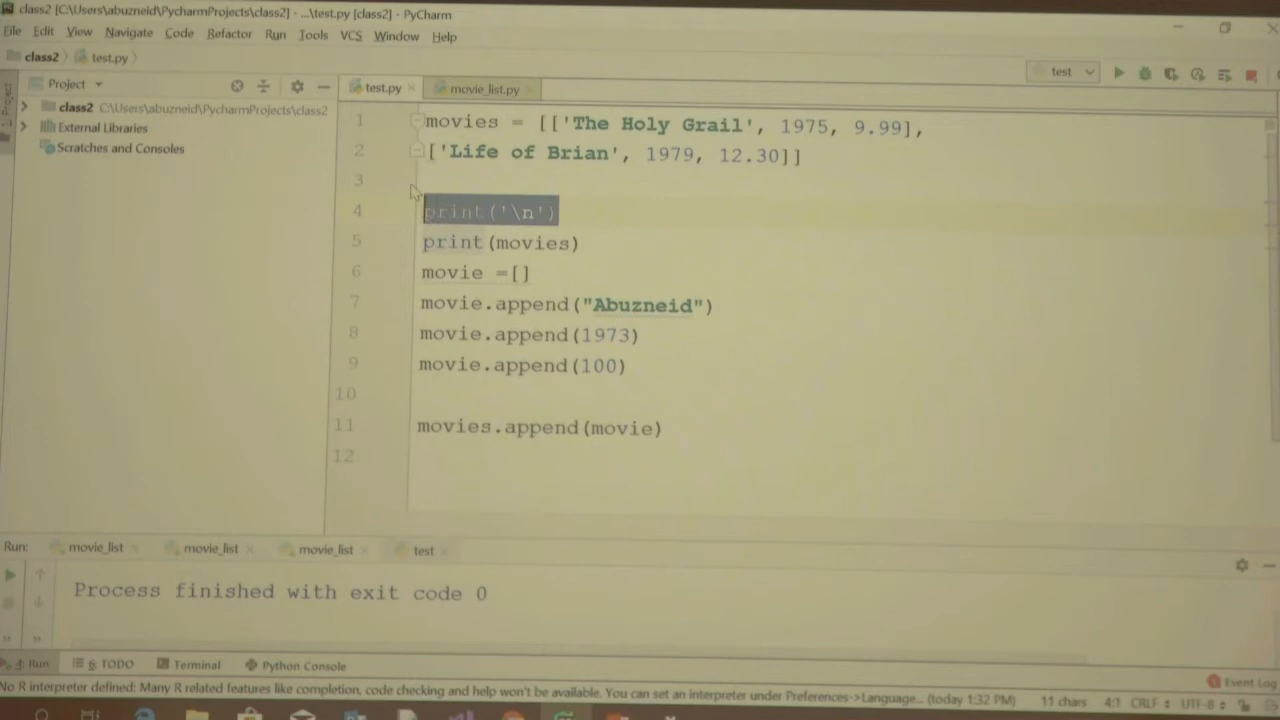 class2 [C:\Users\abuzneid\PycharmProjects\class2] - ...\test.py [class2] - PyCharm
File Edit View Navigate Code Refactor Run Tools VCS Window Help
class2 test.py
test
Project
test.py movie_list.py
class2 C:\Users\abuzneid\PycharmProjects\class2
External Libraries
Scratches and Consoles
1 movies = [['The Holy Grail', 1975, 9.99],
2 ['Life of Brian', 1979, 12.30]]
3
4 print('\n')
5 print(movies)
6 movie =[]
7 movie.append("Abuzneid")
8 movie.append(1973)
9 movie.append(100)
10
11 movies.append(movie)
12
Run: movie_list movie_list movie_list test
Process finished with exit code 0
4: Run 6: TODO Terminal Python Console
Event Log
No R interpreter defined: Many R related features like completion, code checking and help won't be available. You can set an interpreter under Preferences->Language... (today 1:32 PM) 11 chars 4:1 CRLF UTF-8